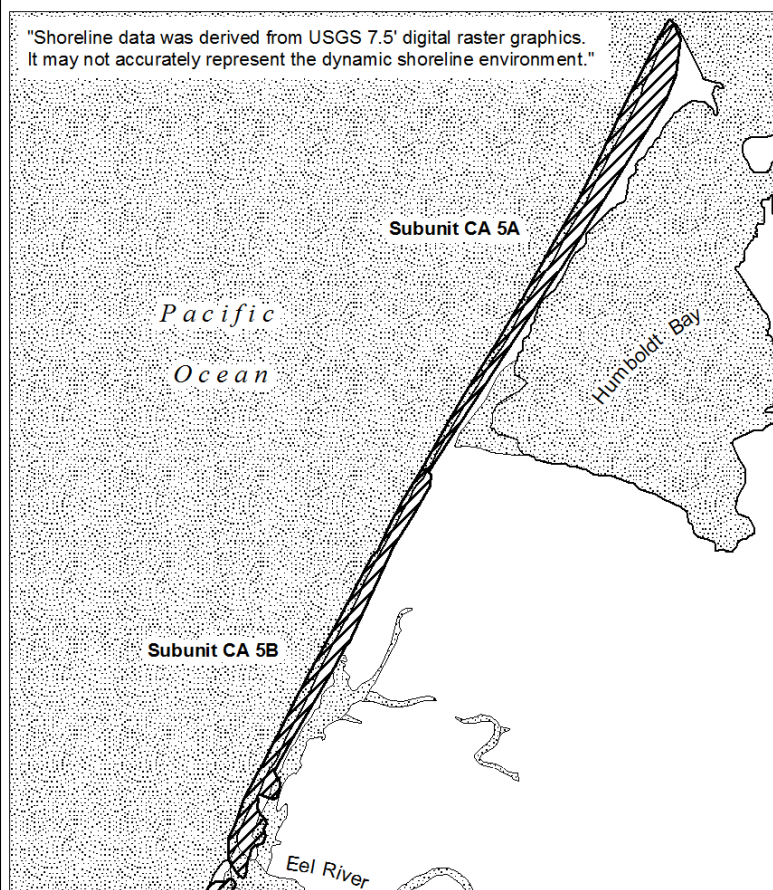 "Shoreline data was derived from USGS 7.5' digital raster graphics.
It may not accurately represent the dynamic shoreline environment."
Subunit CA 5A
Pacific
Ocean
Humboldt Bay
Subunit CA 5B
Eel River